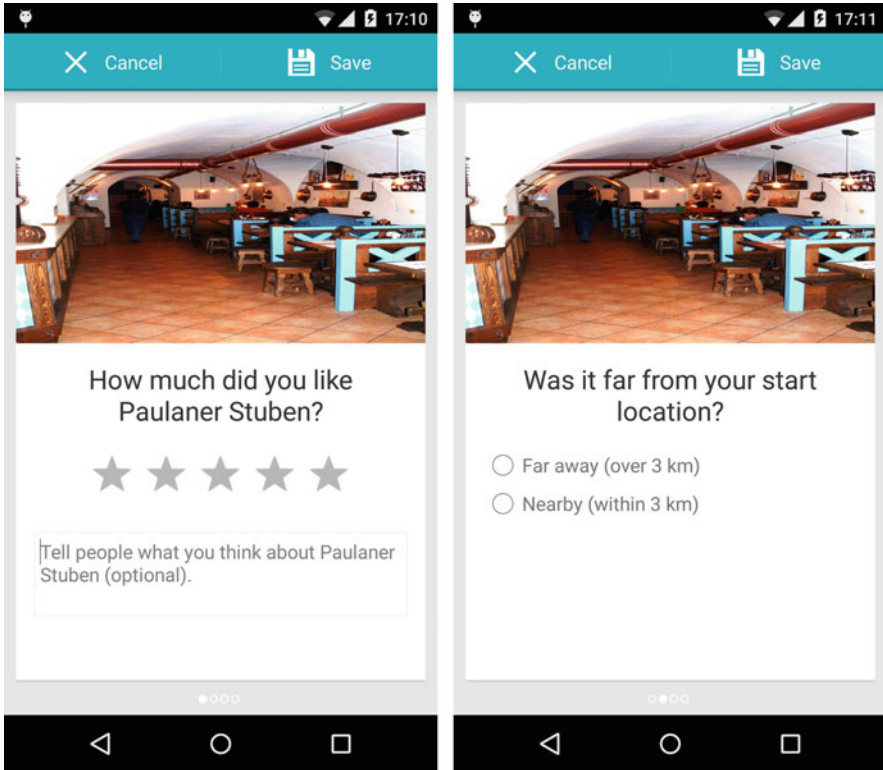 17:10
Cancel
Save
How much did you like
Paulaner Stuben?
Tell people what you think about Paulaner
Stuben (optional).
17:11
Cancel
Save
Was it far from your start
location?
Far away (over 3 km)
Nearby (within 3 km)